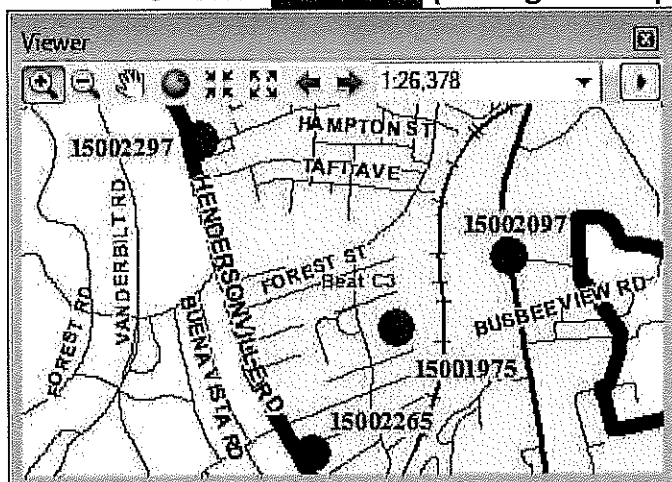 Viewer
1:26,378
HAMPTON ST
15002297
TAFT AVE
VANDERBILT RD
HENDERSONVILLE RD
15002097
FOREST ST
Beat C3
FOREST RD
BUENA VISTA RD
BUSBEEVIEW RD
15001975
15002265